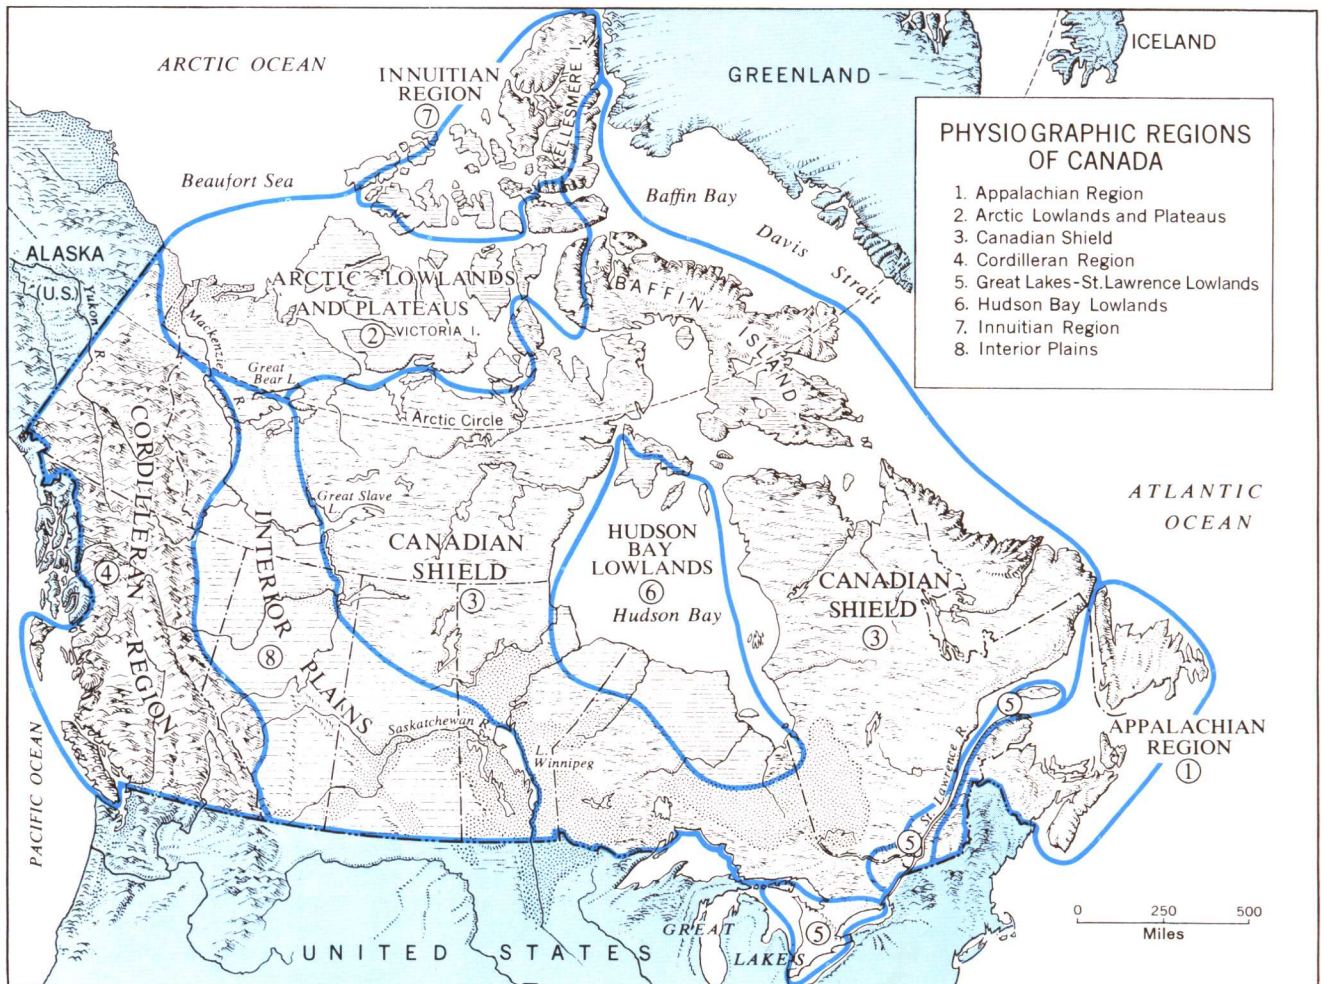 ARCTIC OCEAN
ICELAND
GREENLAND
INNUITIAN
REGION
7
ELLESMERE I.
Beaufort Sea
Baffin Bay
Davis Strait
PHYSIOGRAPHIC REGIONS
OF CANADA
1. Appalachian Region
2. Arctic Lowlands and Plateaus
3. Canadian Shield
4. Cordilleran Region
5. Great Lakes-St. Lawrence Lowlands
6. Hudson Bay Lowlands
7. Innuitian Region
8. Interior Plains
ALASKA
(U.S.)
Yukon R.
Mackenzie R.
ARCTIC LOWLANDS
AND PLATEAUS
2
VICTORIA I.
BAFFIN ISLAND
Great
Bear L.
Arctic Circle
CORDILLERAN REGION
4
Great Slave
L.
INTERIOR PLAINS
8
CANADIAN
SHIELD
3
HUDSON
BAY
LOWLANDS
6
Hudson Bay
CANADIAN
SHIELD
3
ATLANTIC
OCEAN
Saskatchewan R.
L.
Winnipeg
St. Lawrence R.
5
5
APPALACHIAN
REGION
1
PACIFIC OCEAN
GREAT
LAKES
5
UNITED STATES
0 250 500
Miles